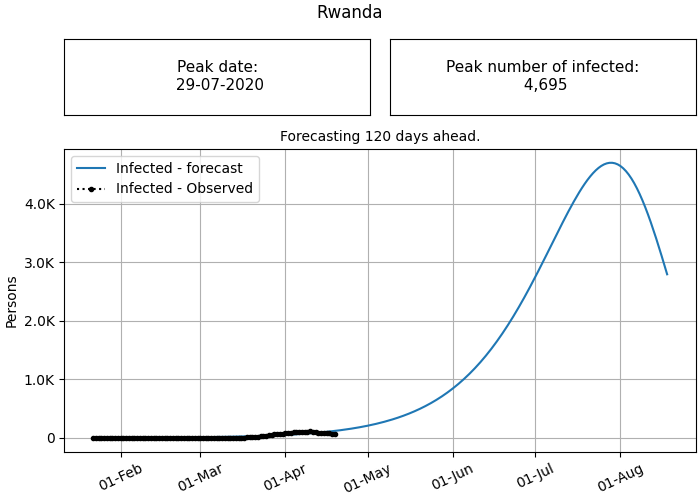 Rwanda
Peak date:
29-07-2020
Peak number of infected:
4,695
Forecasting 120 days ahead.
Infected - forecast
Infected - Observed
4.0K
3.0K
2.0K
1.0K
0
Persons
01-Feb
01-Mar
01-Apr
01-May
01-Jun
01-Jul
01-Aug